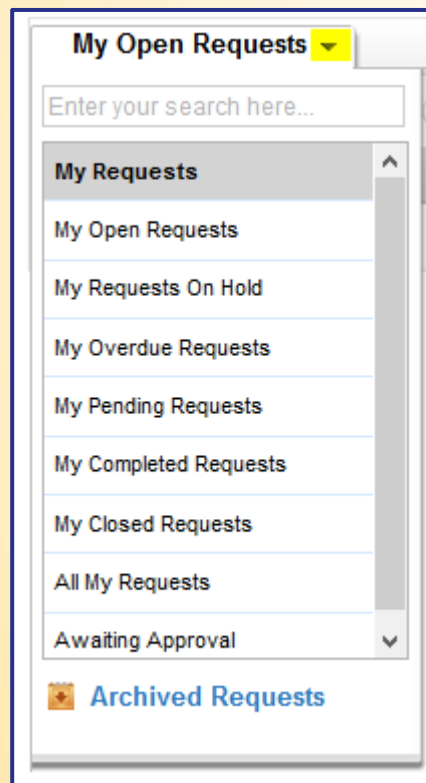 My Open Requests
Enter your search here...
My Requests
My Open Requests
My Requests On Hold
My Overdue Requests
My Pending Requests
My Completed Requests
My Closed Requests
All My Requests
Awaiting Approval
Archived Requests